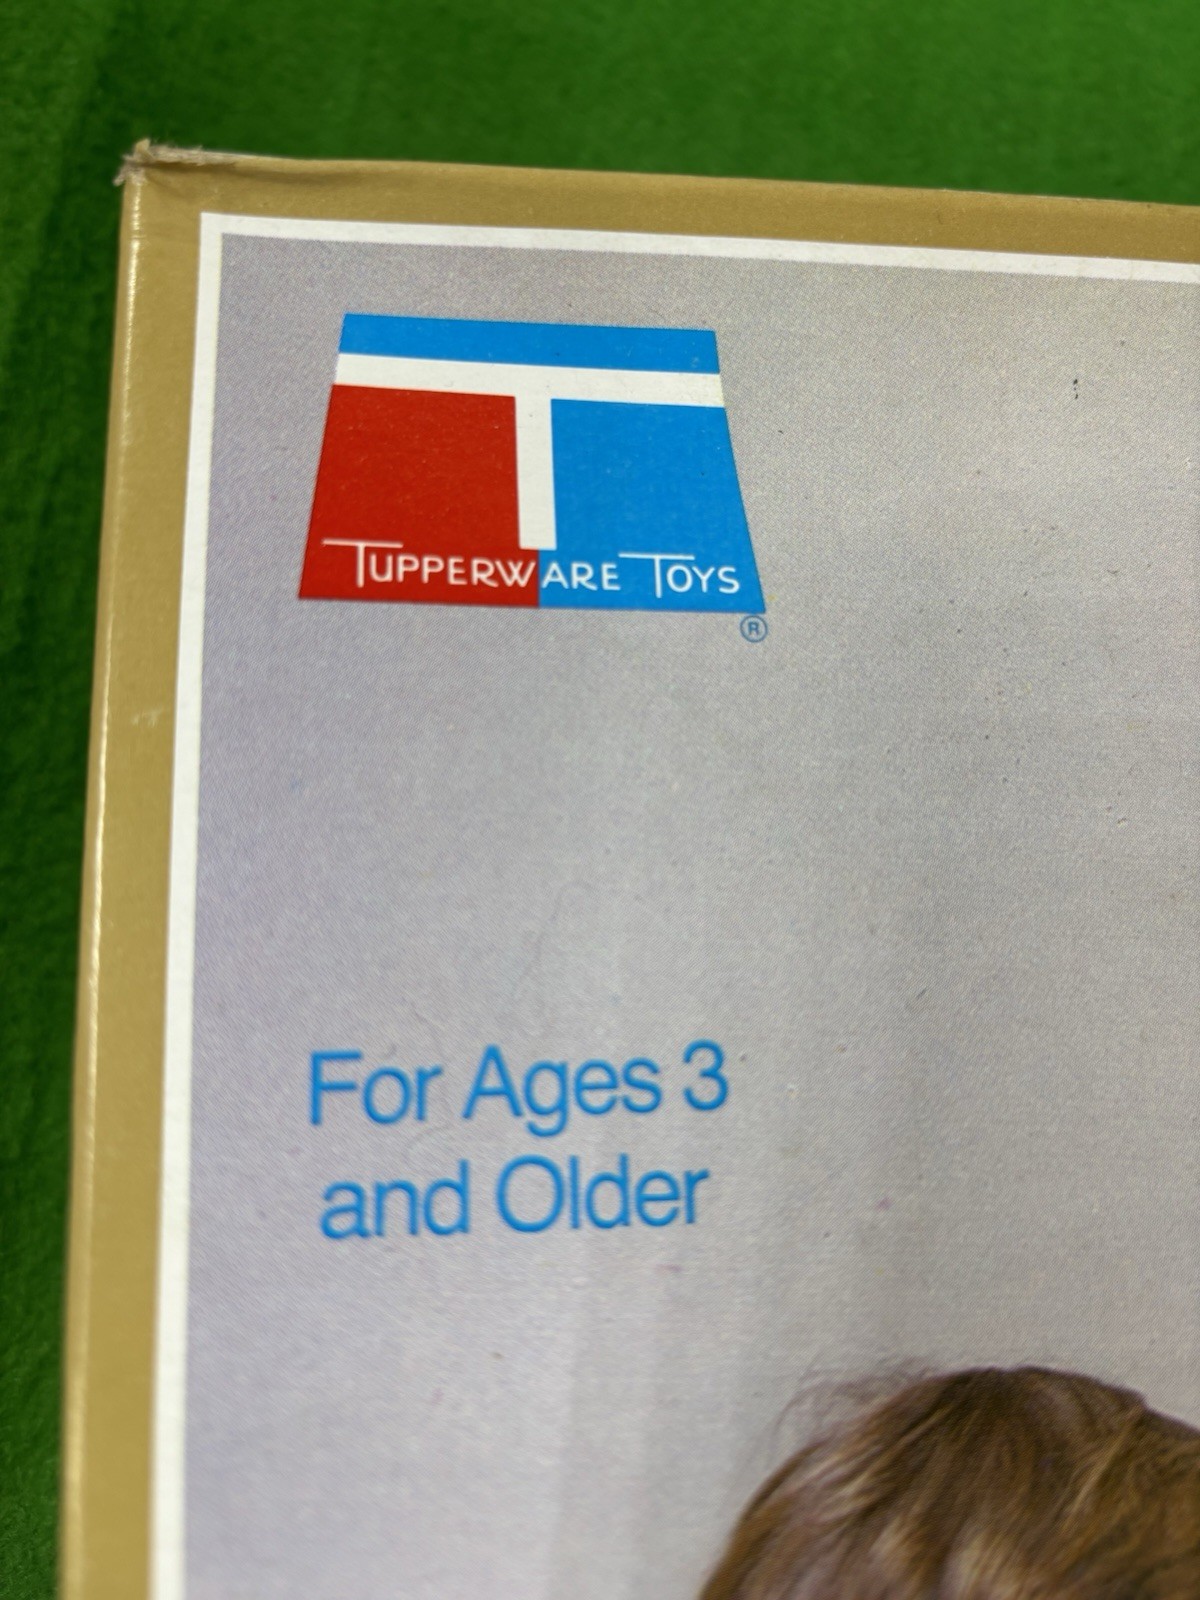 Tupperware Toys
®
For Ages 3
and Older